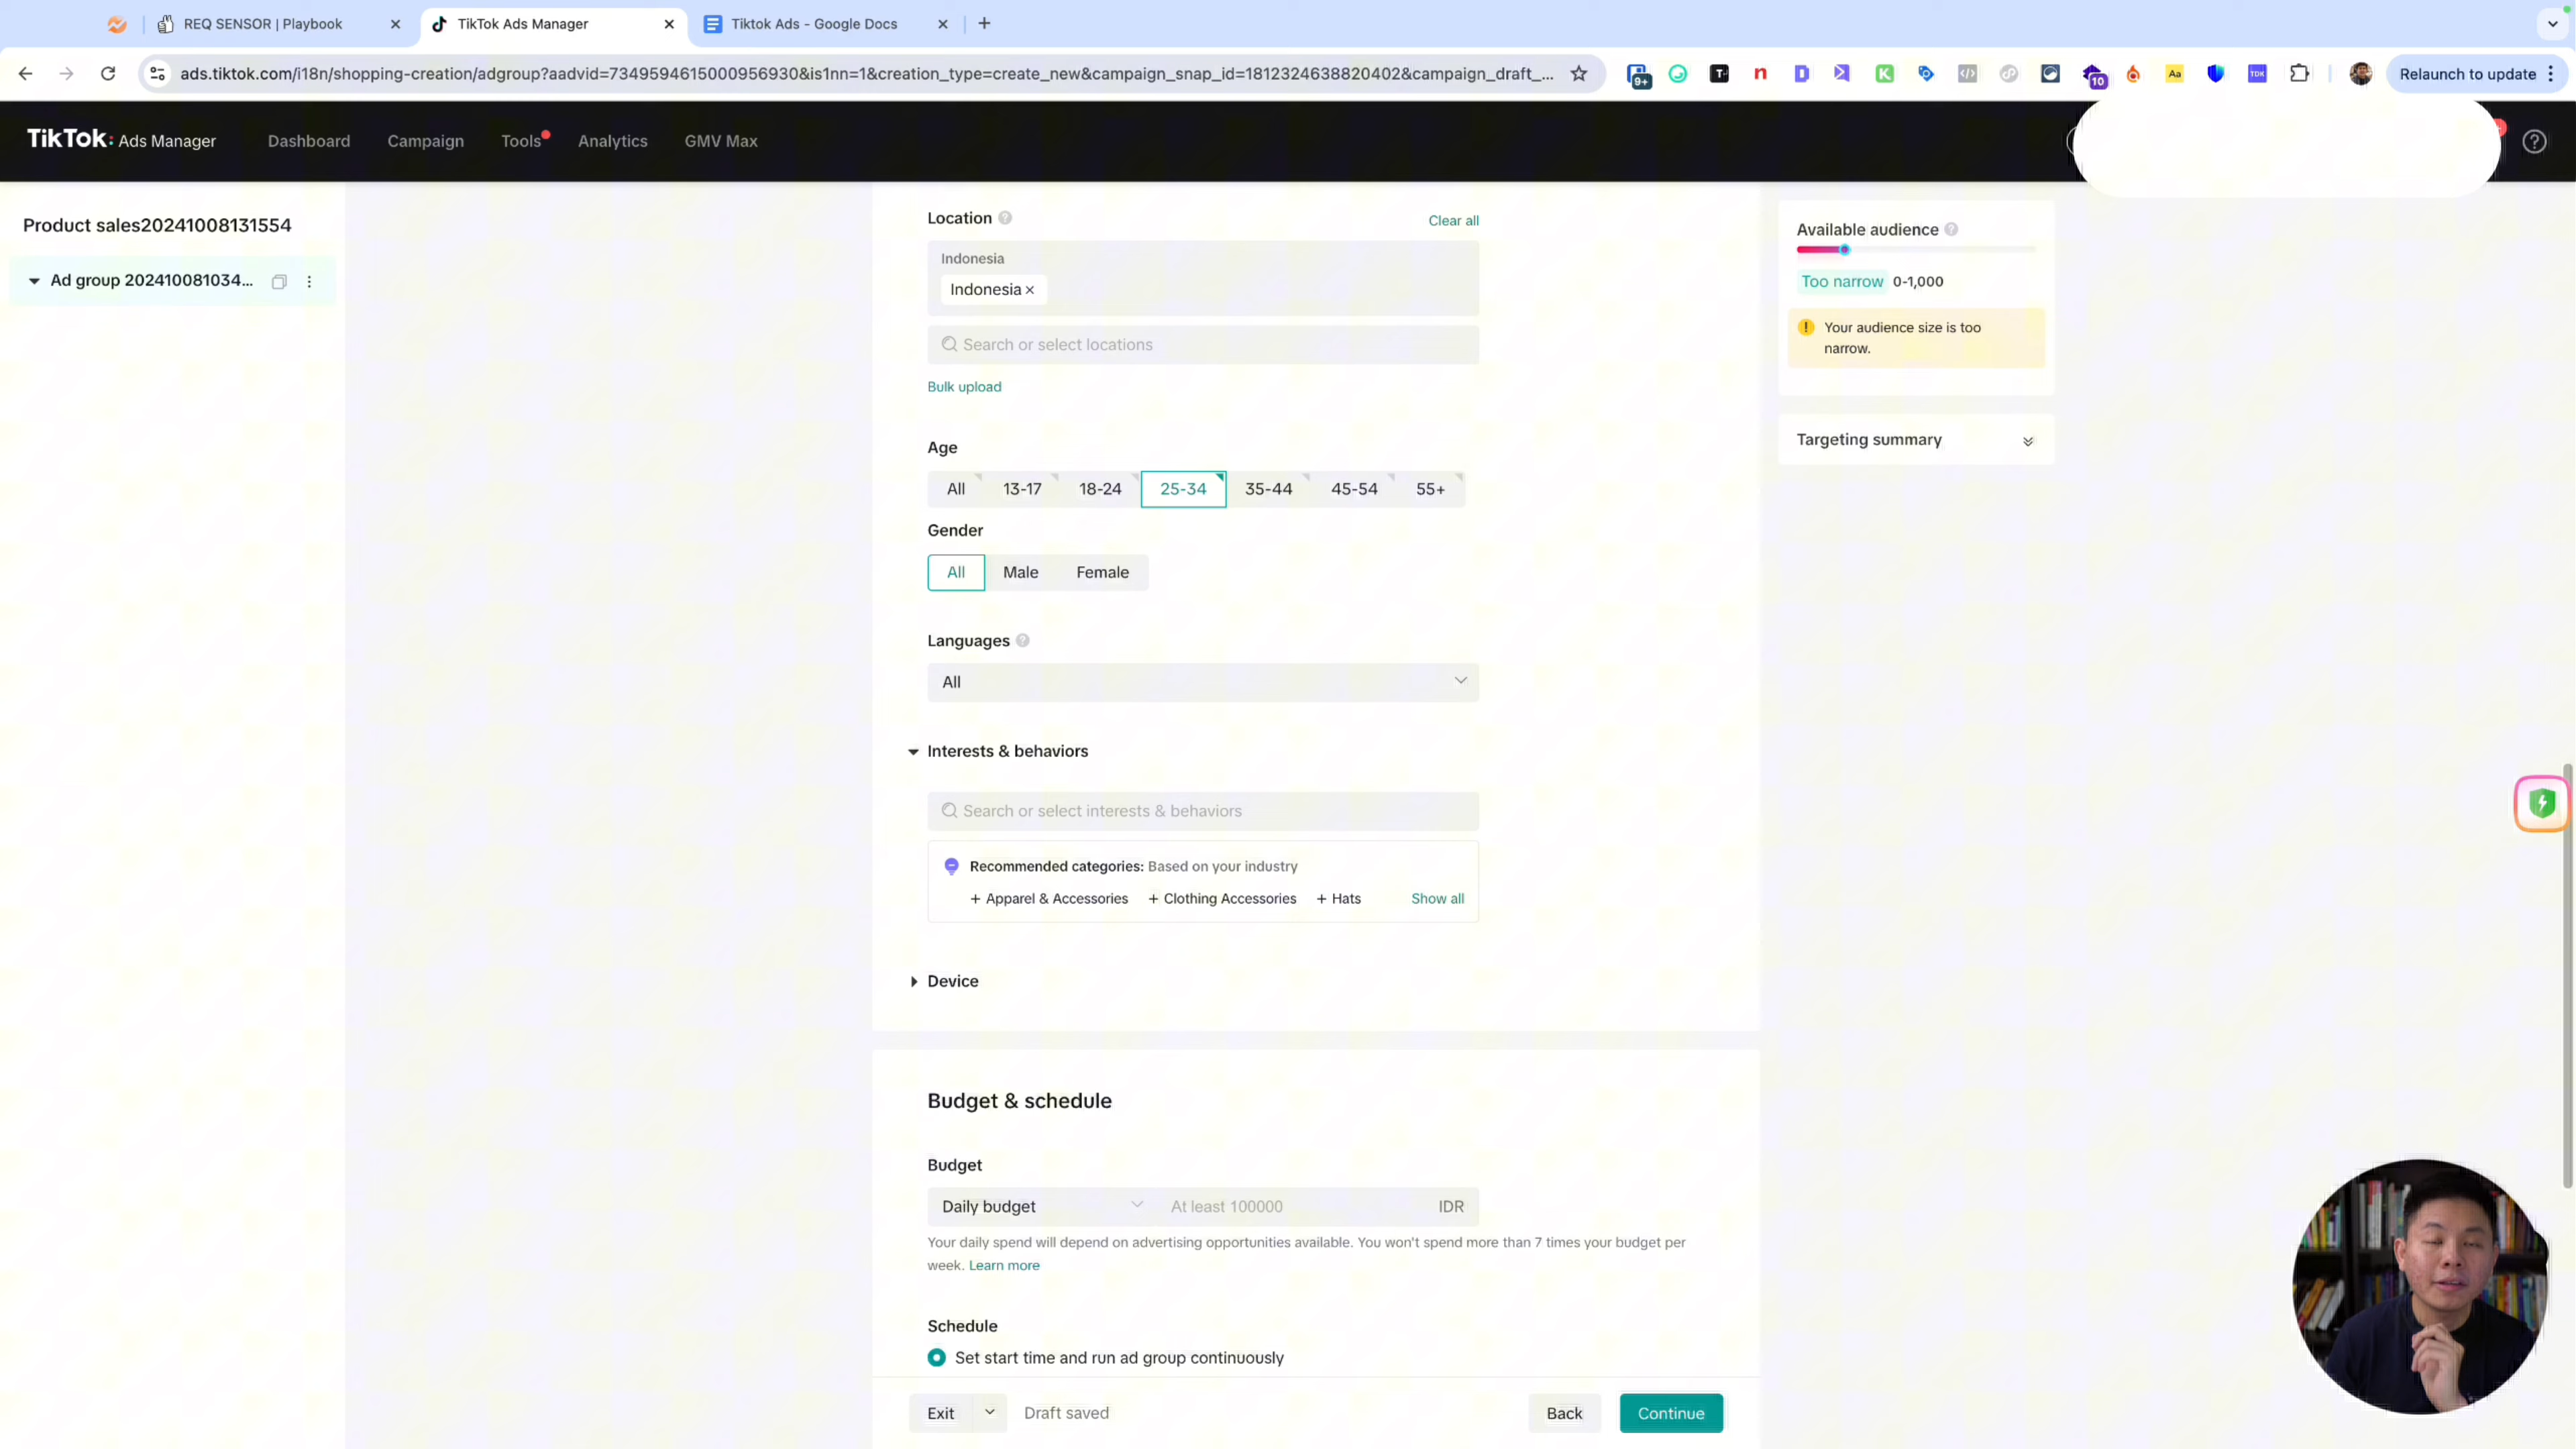 REQ SENSOR | Playbook
TikTok Ads Manager
Tiktok Ads - Google Docs
ads.tiktok.com/i18n/shopping-creation/adgroup?aadvid=7349594615000956930&is1nn=1&creation_type=create_new&campaign_snap_id=1812324638820402&campaign_draft_...
9+
10
Aa
TDK
Relaunch to update
TikTok: Ads Manager
Dashboard
Campaign
Tools
Analytics
GMV Max
Product sales20241008131554
Ad group 202410081034...
Location
Clear all
Indonesia
Indonesia ×
Search or select locations
Bulk upload
Age
All
13-17
18-24
25-34
35-44
45-54
55+
Gender
All
Male
Female
Languages
All
Interests & behaviors
Search or select interests & behaviors
Recommended categories: Based on your industry
+ Apparel & Accessories + Clothing Accessories + Hats Show all
Device
Budget & schedule
Budget
Daily budget
At least 100000
IDR
Your daily spend will depend on advertising opportunities available. You won't spend more than 7 times your budget per
week. Learn more
Schedule
Set start time and run ad group continuously
Exit
Draft saved
Back
Continue
Available audience
Too narrow 0-1,000
Your audience size is too
narrow.
Targeting summary